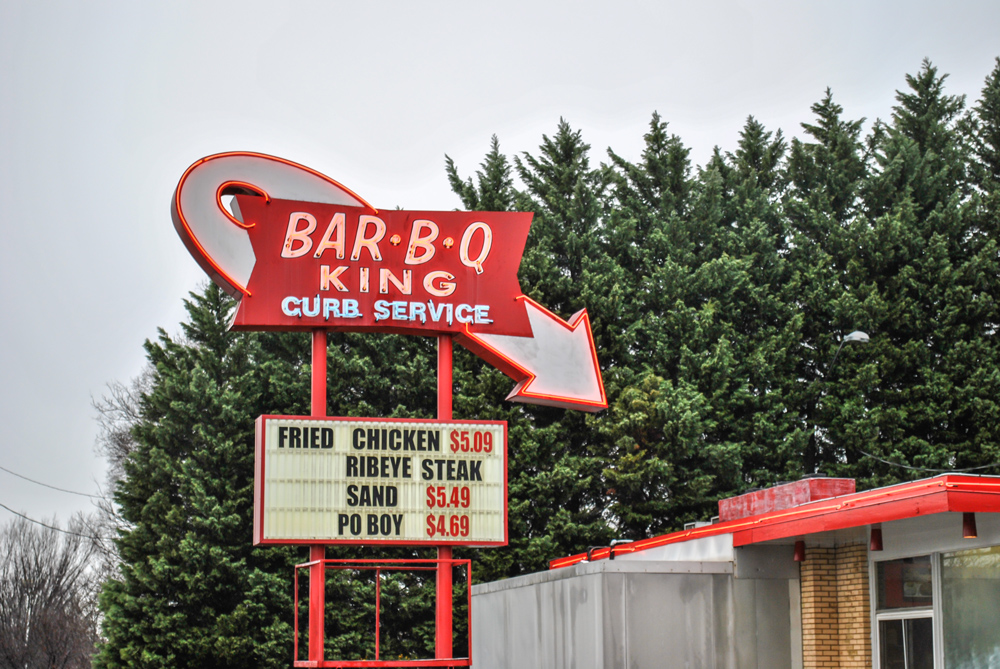 BAR·B·Q
KING
CURB SERVICE
FRIED CHICKEN $5.09
RIBEYE STEAK
SAND $5.49
PO BOY $4.69